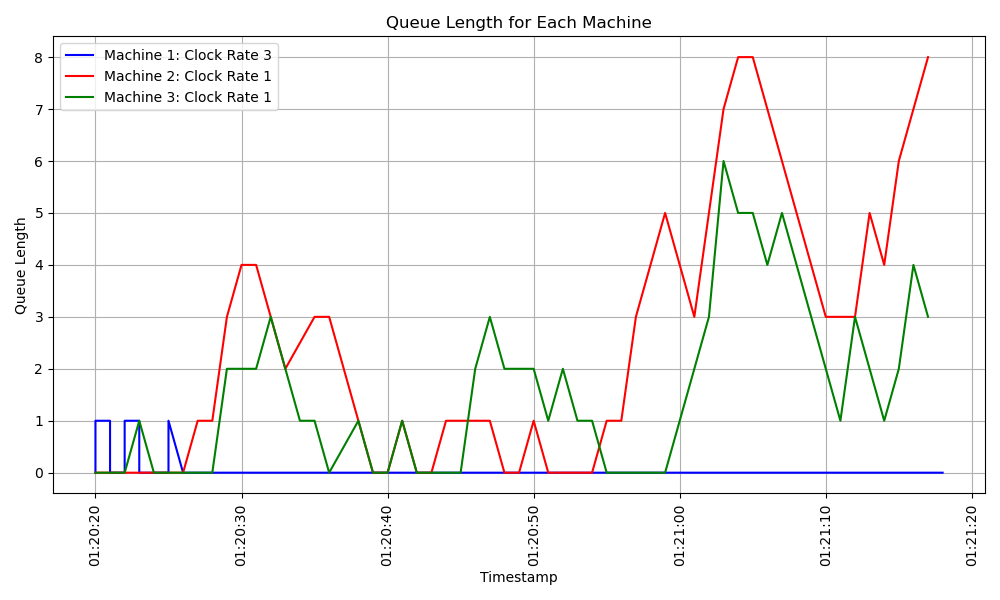 Queue Length for Each Machine
Machine 1: Clock Rate 3
Machine 2: Clock Rate 1
Machine 3: Clock Rate 1
Queue Length
8
7
6
5
4
3
2
1
0
01:20:20
01:20:30
01:20:40
01:20:50
01:21:00
01:21:10
01:21:20
Timestamp